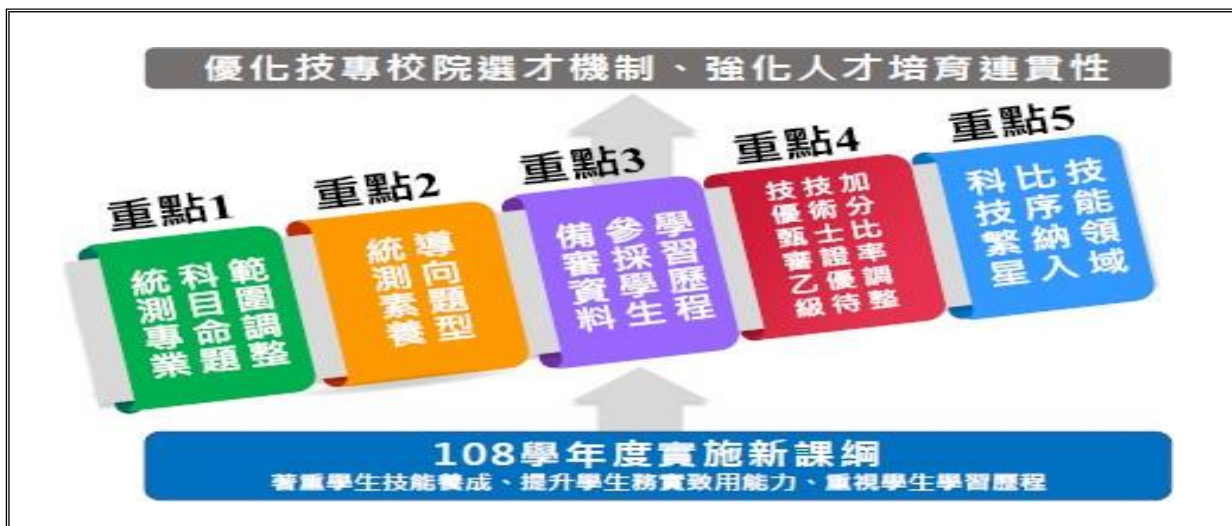 優化技專校院選才機制、強化人才培育連貫性
重點1
統測專業
科目命題
範圍調整
重點2
統測素養
導向題型
重點3
備審資料
參採學生
學習歷程
重點4
技優甄審乙級
技術士證優待
加分比率調整
重點5
科技繁星
比序納入
技能領域
108學年度實施新課綱
著重學生技能養成、提升學生務實致用能力、重視學生學習歷程